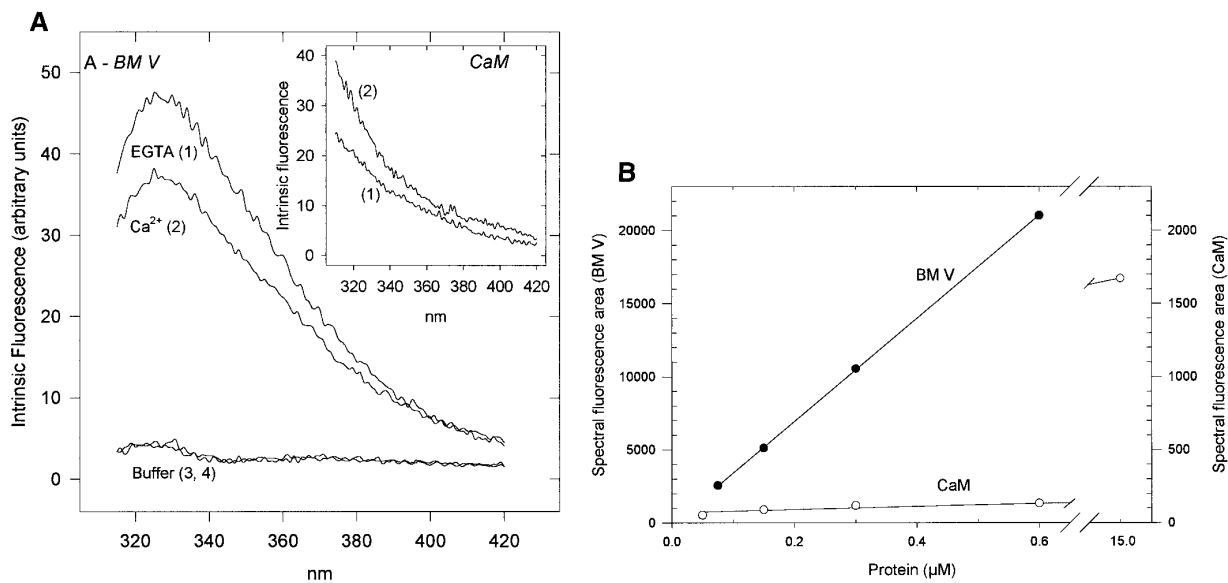 A
A - BM V
CaM
Intrinsic Fluorescence (arbitrary units)
50
40
30
20
10
0
EGTA (1)
Ca²⁺ (2)
Buffer (3, 4)
320 340 360 380 400 420
nm
Intrinsic fluorescence
40
30
20
10
0
(2)
(1)
320 340 360 380 400 420
nm
B
Spectral fluorescence area (BM V)
20000
15000
10000
5000
0
BM V
CaM
2000
1500
1000
500
0
Spectral fluorescence area (CaM)
0.0 0.2 0.4 0.6 15.0
Protein (µM)